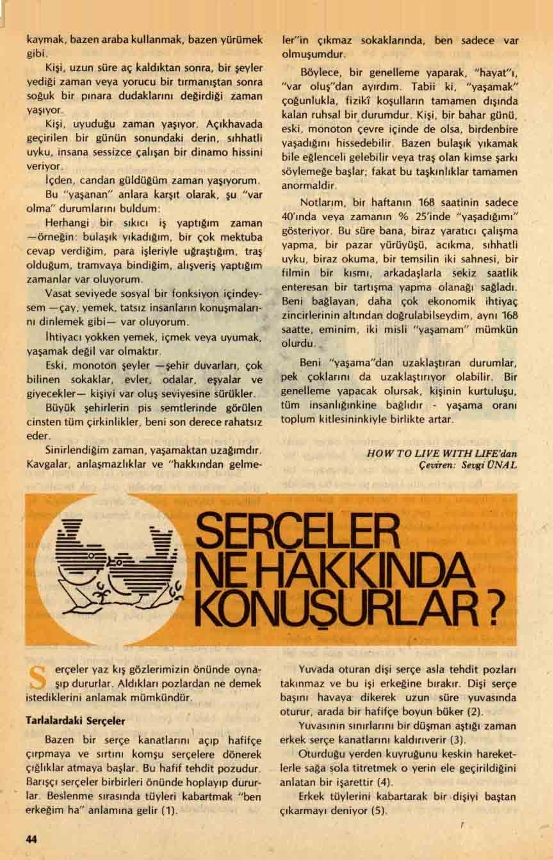 kaymak, bazen araba kullanmak, bazen yürümek
gibi.
Kişi, uzun süre aç kaldıktan sonra, bir şeyler
yediği zaman veya yorucu bir tırmanıştan sonra
soğuk bir pınara dudaklarını değirdiği zaman
yaşıyor.
Kişi, uyuduğu zaman yaşıyor. Açıkhavada
geçirilen bir günün sonundaki derin, sıhhatli
uyku, insana sessizce çalışan bir dinamo hissini
veriyor.
İçden, candan güldüğüm zaman yaşıyorum.
Bu "yaşanan" anlara karşıt olarak, şu "var
olma" durumlarını buldum:
Herhangi bir sıkıcı iş yaptığım zaman
—örneğin: bulaşık yıkadığım, bir çok mektuba
cevap verdiğim, para işleriyle uğraştığım, traş
olduğum, tramvaya bindiğim, alışveriş yaptığım
zamanlar var oluyorum.
Vasat seviyede sosyal bir fonksiyon içindey-
sem —çay, yemek, tatsız insanların konuşmaları-
nı dinlemek gibi— var oluyorum.
İhtiyacı yokken yemek, içmek veya uyumak,
yaşamak değil var olmaktır.
Eski, monoton şeyler —şehir duvarları, çok
bilinen sokaklar, evler, odalar, eşyalar ve
giyecekler— kişiyi var oluş seviyesine sürükler.
Büyük şehirlerin pis semtlerinde görülen
cinsten tüm çirkinlikler, beni son derece rahatsız
eder.
Sinirlendiğim zaman, yaşamaktan uzağımdır.
Kavgalar, anlaşmazlıklar ve "hakkından gelme-
ler"in çıkmaz sokaklarında, ben sadece var
olmuşumdur.
Böylece, bir genelleme yaparak, "hayat"ı,
"var oluş"dan ayırdım. Tabii ki, "yaşamak"
çoğunlukla, fizikî koşulların tamamen dışında
kalan ruhsal bir durumdur. Kişi, bir bahar günü,
eski, monoton çevre içinde de olsa, birdenbire
yaşadığını hissedebilir. Bazen bulaşık yıkamak
bile eğlenceli gelebilir veya traş olan kimse şarkı
söylemeğe başlar; fakat bu taşkınlıklar tamamen
anormaldir.
Notlarım, bir haftanın 168 saatinin sadece
40'ında veya zamanın % 25'inde "yaşadığımı"
gösteriyor. Bu süre bana, biraz yaratıcı çalışma
yapma, bir pazar yürüyüşü, acıkma, sıhhatli
uyku, biraz okuma, bir temsilin iki sahnesi, bir
filmin bir kısmı, arkadaşlarla sekiz saatlik
enteresan bir tartışma yapma olanağı sağladı.
Beni bağlayan, daha çok ekonomik ihtiyaç
zincirlerinin altından doğrulabilseydim, aynı 168
saatte, eminim, iki misli "yaşamam" mümkün
olurdu.
Beni "yaşama"dan uzaklaştıran durumlar,
pek çoklarını da uzaklaştırıyor olabilir. Bir
genelleme yapacak olursak, kişinin kurtuluşu,
tüm insanlığınkine bağlıdır - yaşama oranı
toplum kitlesininkiyle birlikte artar.
HOW TO LIVE WITH LIFE'dan
Çeviren: Sevgi ÜNAL
SERÇELER
NE HAKKINDA
KONUŞURLAR?
Serçeler yaz kış gözlerimizin önünde oyna-
şıp dururlar. Aldıkları pozlardan ne demek
istediklerini anlamak mümkündür.
Tarlalardaki Serçeler
Bazen bir serçe kanatlarını açıp hafifçe
çırpmaya ve sırtını komşu serçelere dönerek
çığlıklar atmaya başlar. Bu hafif tehdit pozudur.
Barışçı serçeler birbirleri önünde hoplayıp durur-
lar. Beslenme sırasında tüyleri kabartmak "ben
erkeğim ha" anlamına gelir (1).
Yuvada oturan dişi serçe asla tehdit pozları
takınmaz ve bu işi erkeğine bırakır. Dişi serçe
başını havaya dikerek uzun süre yuvasında
oturur, arada bir hafifçe boyun büker (2).
Yuvasının sınırlarını bir düşman aştığı zaman
erkek serçe kanatlarını kaldırıverir (3).
Oturduğu yerden kuyruğunu keskin hareket-
lerle sağa sola titretmek o yerin ele geçirildiğini
anlatan bir işarettir (4).
Erkek tüylerini kabartarak bir dişiyi baştan
çıkarmayı deniyor (5).
44